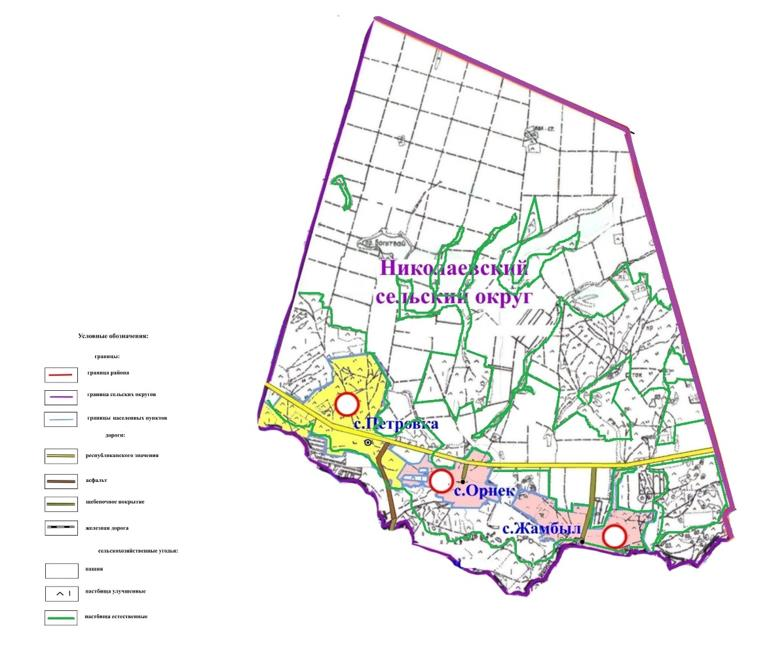 Николаевский
сельский округ
с.Петровка
с.Орнек
с.Жамбыл
Условные обозначения:
границы:
граница района
граница сельских округов
границы населенных пунктов
дороги:
республиканского значения
асфальт
щебеночное покрытие
железная дорога
сельскохозяйственные угодья:
пашни
пастбища улучшенные
пастбища естественные